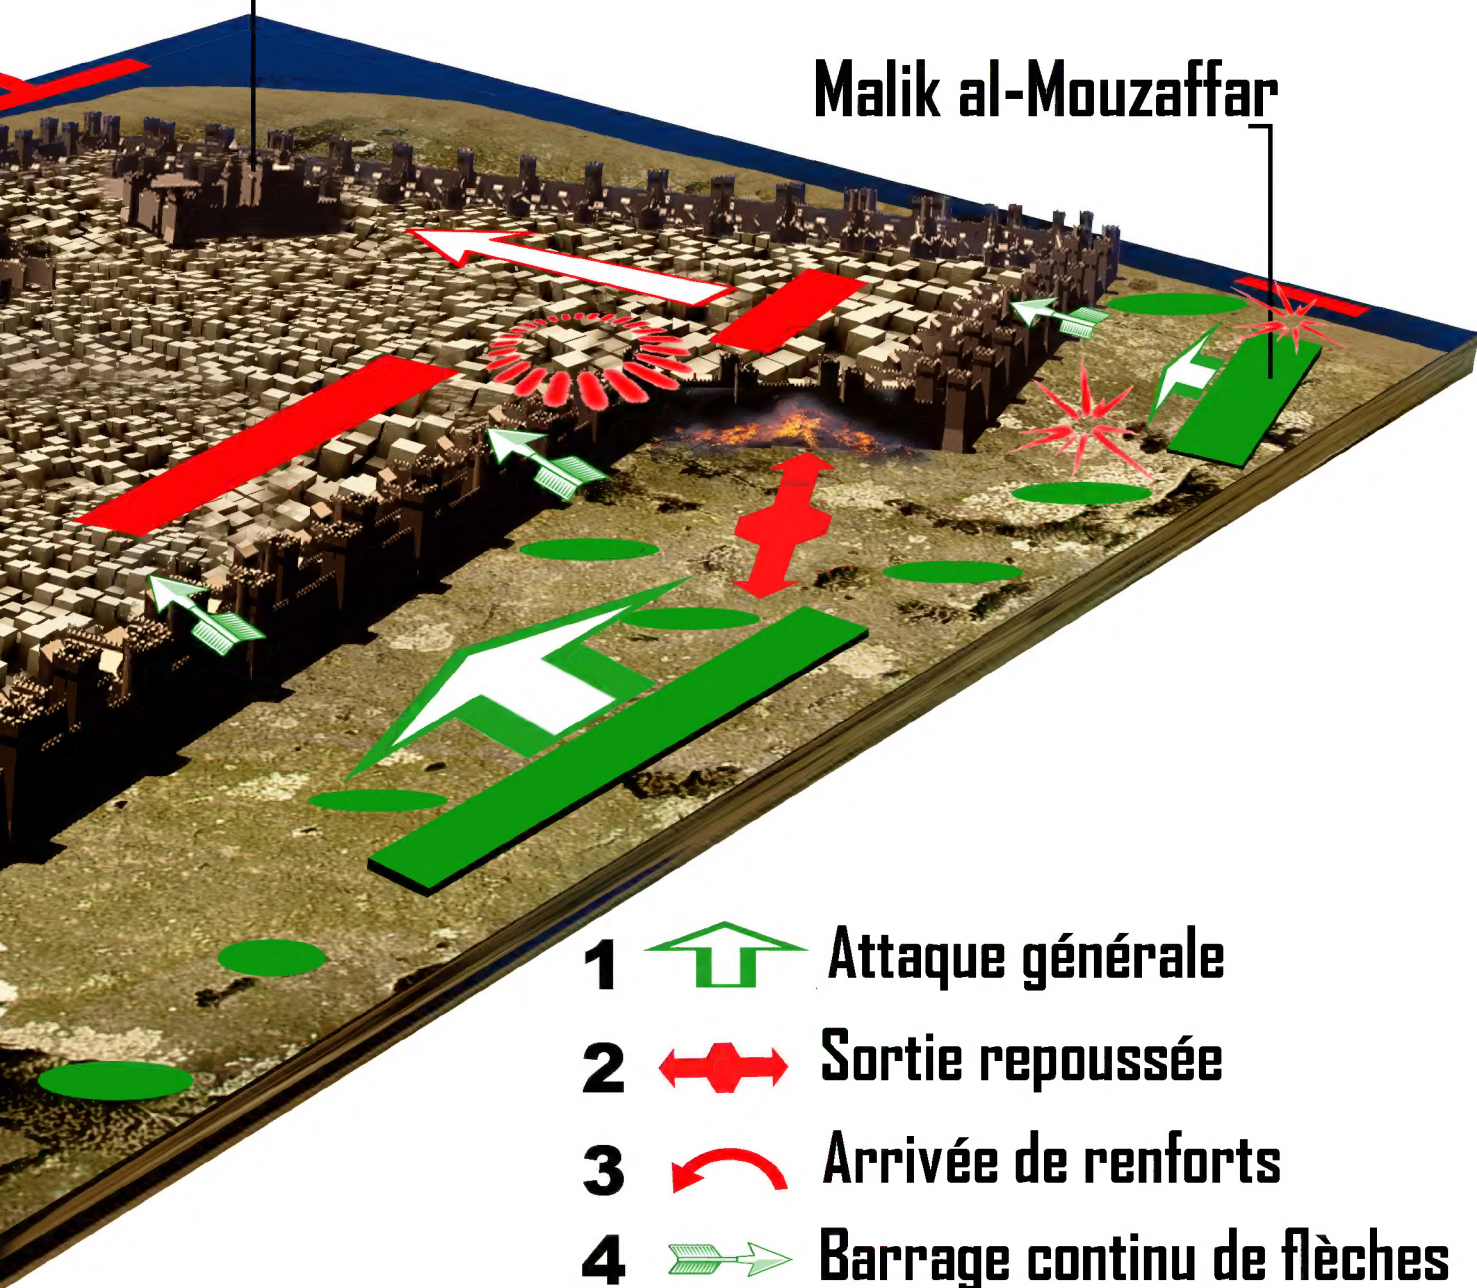 Malik al-Mouzaffar
1 Attaque générale
2 Sortie repoussée
3 Arrivée de renforts
4 Barrage continu de flèches